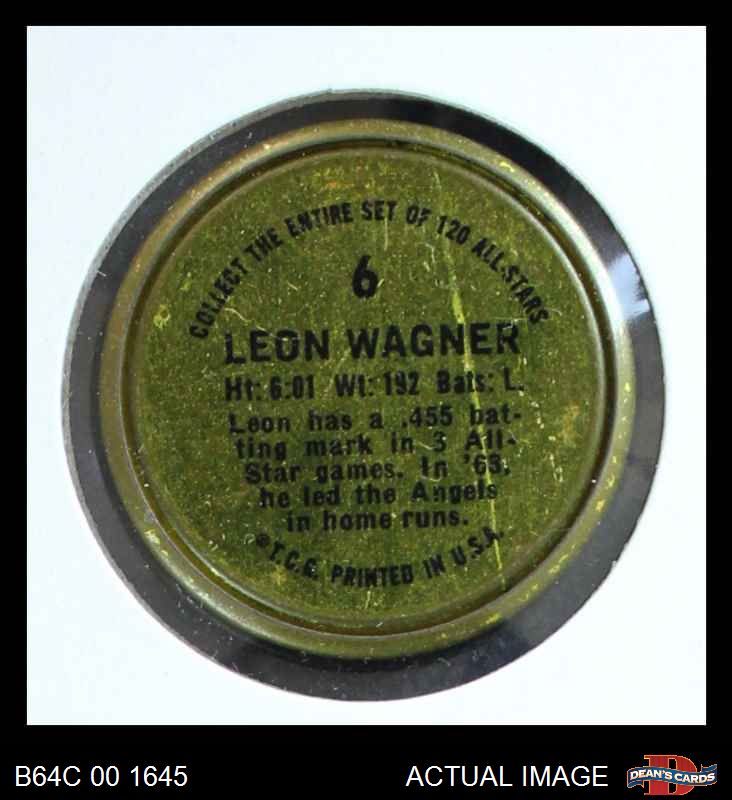 COLLECT THE ENTIRE SET OF 120 ALL-STARS
6
LEON WAGNER
Ht: 6:01 Wt: 192 Bats: L.
Leon has a .455 bat-
ting mark in 3 All-
Star games. In '63,
he led the Angels
in home runs.
©T.C.G. PRINTED IN U.S.A.
B64C 00 1645
ACTUAL IMAGE
D
DEAN'S CARDS